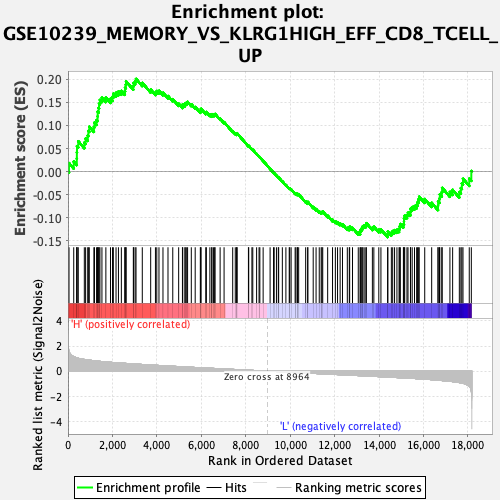 Enrichment plot:
GSE10239_MEMORY_VS_KLRG1HIGH_EFF_CD8_TCELL_
UP
Enrichment score (ES)
0.20
0.15
0.10
0.05
0.00
-0.05
-0.10
-0.15
'H' (positively correlated)
Ranked list metric (Signal2Noise)
4
2
0
-2
-4
Zero cross at 8964
'L' (negatively correlated)
0
2,000
4,000
6,000
8,000
10,000
12,000
14,000
16,000
18,000
Rank in Ordered Dataset
Enrichment profile
Hits
Ranking metric scores